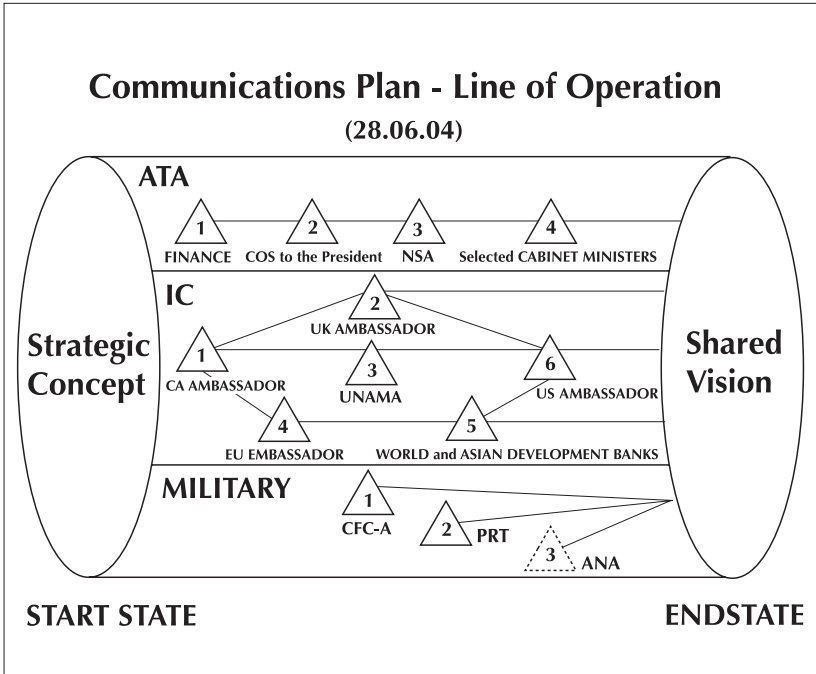 Communications Plan - Line of Operation
(28.06.04)
ATA
1
2
3
4
FINANCE
COS to the President
NSA
Selected CABINET MINISTERS
IC
2
UK AMBASSADOR
Strategic
Concept
1
CA AMBASSADOR
3
UNAMA
6
US AMBASSADOR
Shared
Vision
4
EU EMBASSADOR
5
WORLD and ASIAN DEVELOPMENT BANKS
MILITARY
1
CFC-A
2
PRT
3
ANA
START STATE
ENDSTATE